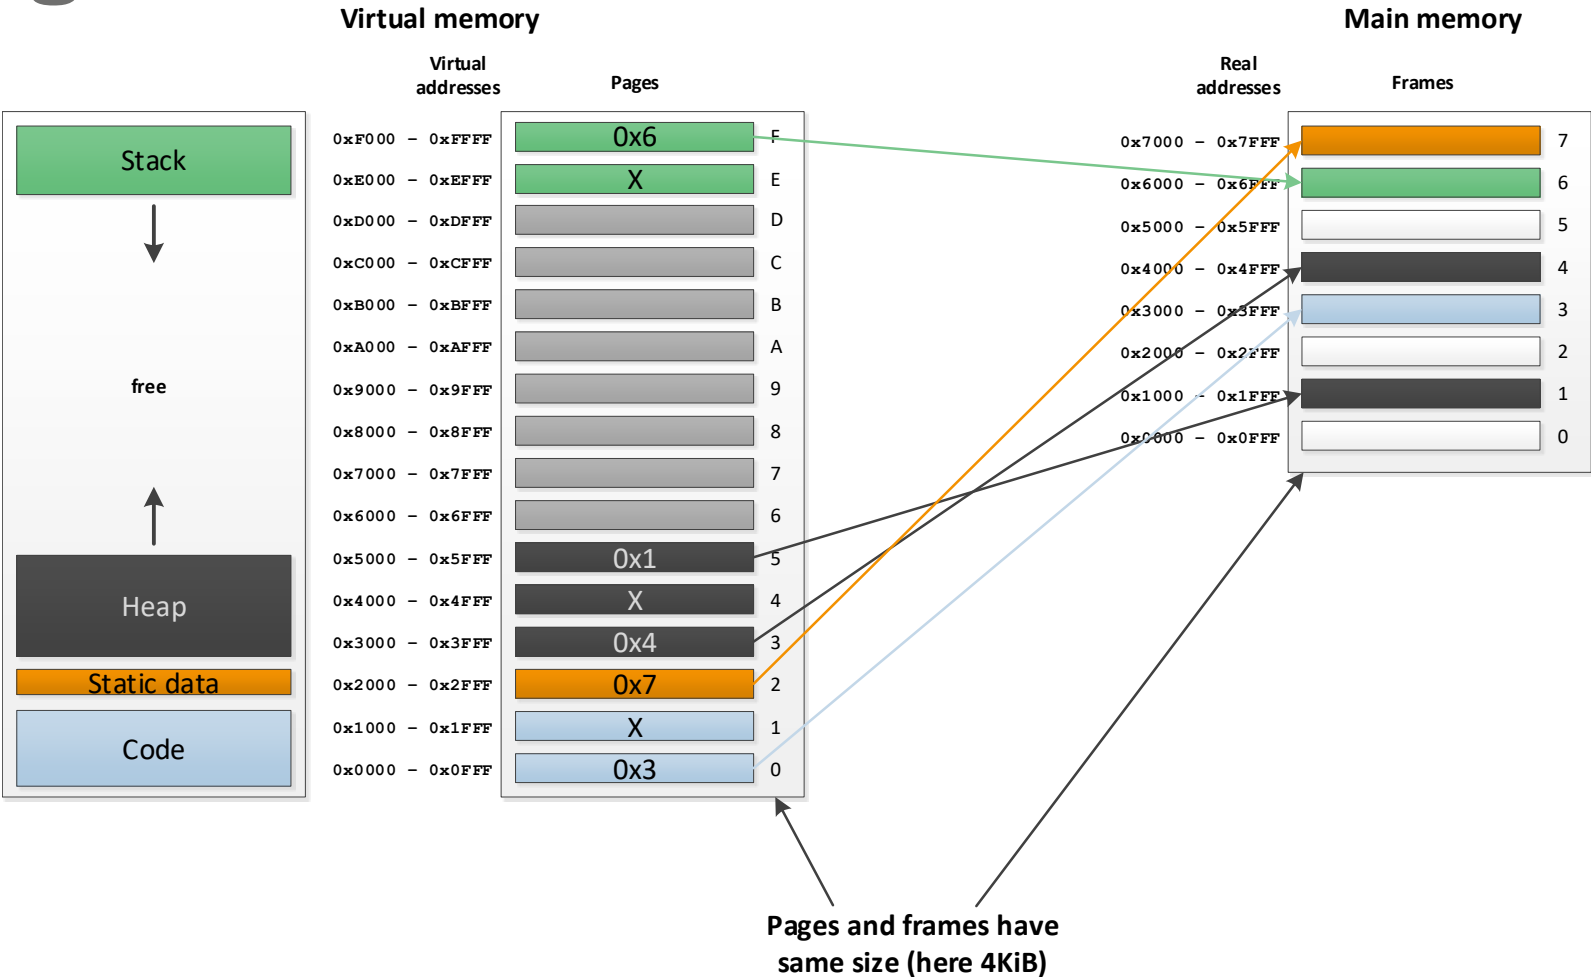 Virtual memory
Main memory
Virtual
addresses
Pages
Real
addresses
Frames
Stack
free
Heap
Static data
Code
0xF000 – 0xFFFF 0x6 F
0xE000 – 0xEFFF X E
0xD000 – 0xDFFF D
0xC000 – 0xCFFF C
0xB000 – 0xBFFF B
0xA000 – 0xAFFF A
0x9000 – 0x9FFF 9
0x8000 – 0x8FFF 8
0x7000 – 0x7FFF 7
0x6000 – 0x6FFF 6
0x5000 – 0x5FFF 0x1 5
0x4000 – 0x4FFF X 4
0x3000 – 0x3FFF 0x4 3
0x2000 – 0x2FFF 0x7 2
0x1000 – 0x1FFF X 1
0x0000 – 0x0FFF 0x3 0
0x7000 – 0x7FFF 7
0x6000 – 0x6FFF 6
0x5000 – 0x5FFF 5
0x4000 – 0x4FFF 4
0x3000 – 0x3FFF 3
0x2000 – 0x2FFF 2
0x1000 – 0x1FFF 1
0x0000 – 0x0FFF 0
Pages and frames have
same size (here 4KiB)